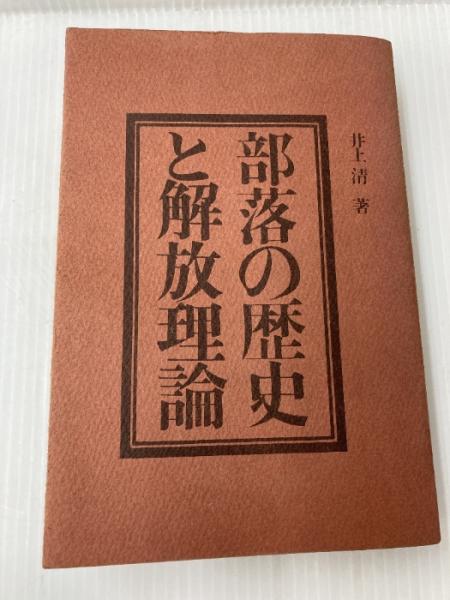 井上清 著
部落の歴史
と解放理論